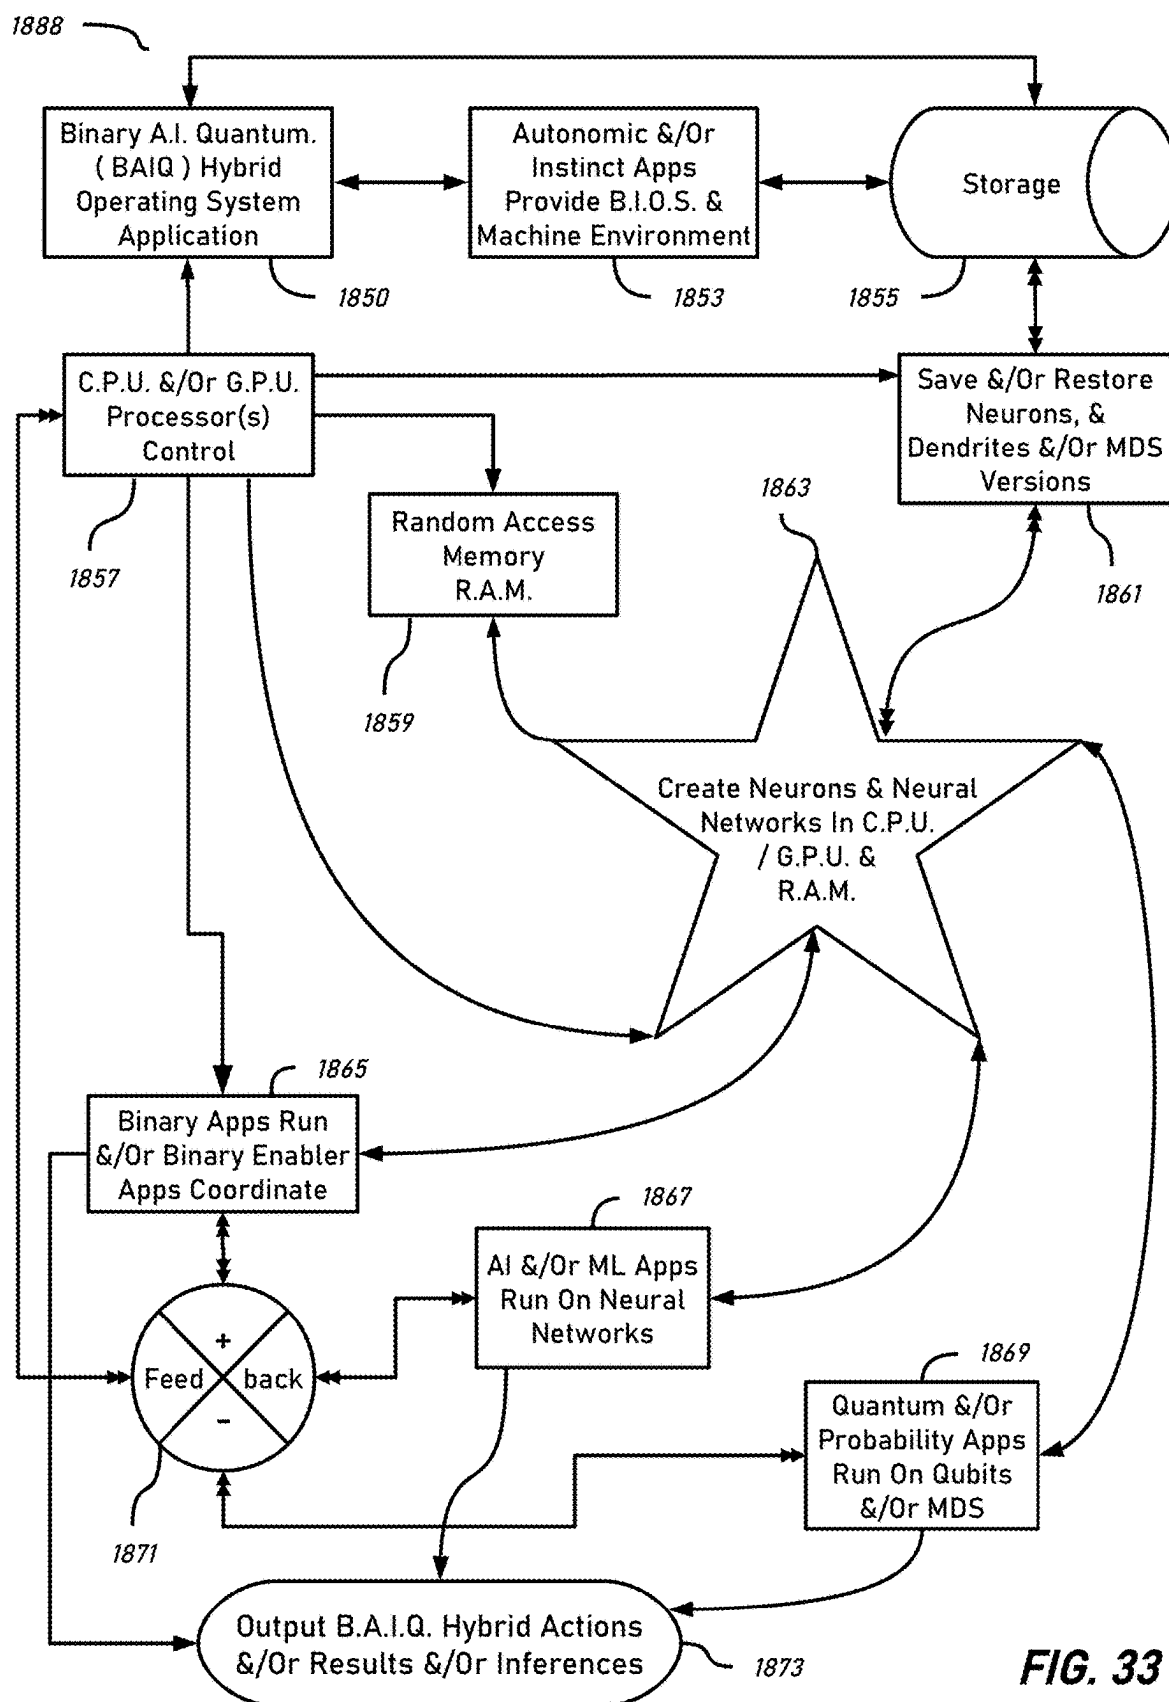 1888
Binary A.I. Quantum.
( BAIQ ) Hybrid
Operating System
Application
1850
Autonomic &/Or
Instinct Apps
Provide B.I.O.S. &
Machine Environment
1853
Storage
1855
C.P.U. &/Or G.P.U.
Processor(s)
Control
1857
Random Access
Memory
R.A.M.
1859
Save &/Or Restore
Neurons, &
Dendrites &/Or MDS
Versions
1861
1863
Create Neurons & Neural
Networks In C.P.U.
/ G.P.U. &
R.A.M.
1865
Binary Apps Run
&/Or Binary Enabler
Apps Coordinate
1867
AI &/Or ML Apps
Run On Neural
Networks
1869
Quantum &/Or
Probability Apps
Run On Qubits
&/Or MDS
+
Feed back
-
1871
Output B.A.I.Q. Hybrid Actions
&/Or Results &/Or Inferences
1873
FIG. 33